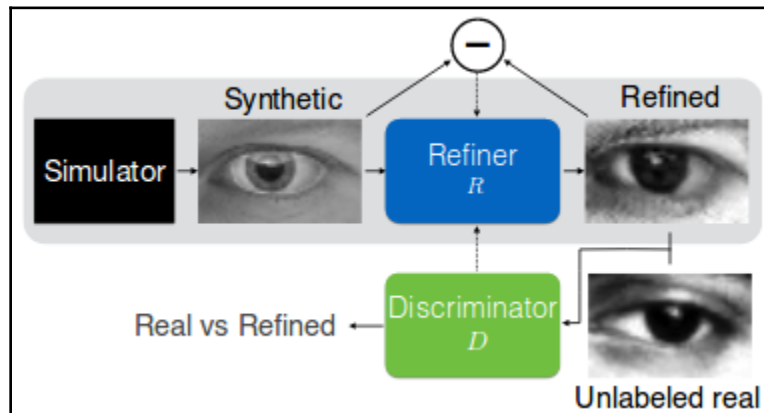 −
Synthetic
Refined
Simulator
Refiner
R
Discriminator
D
Real vs Refined
Unlabeled real